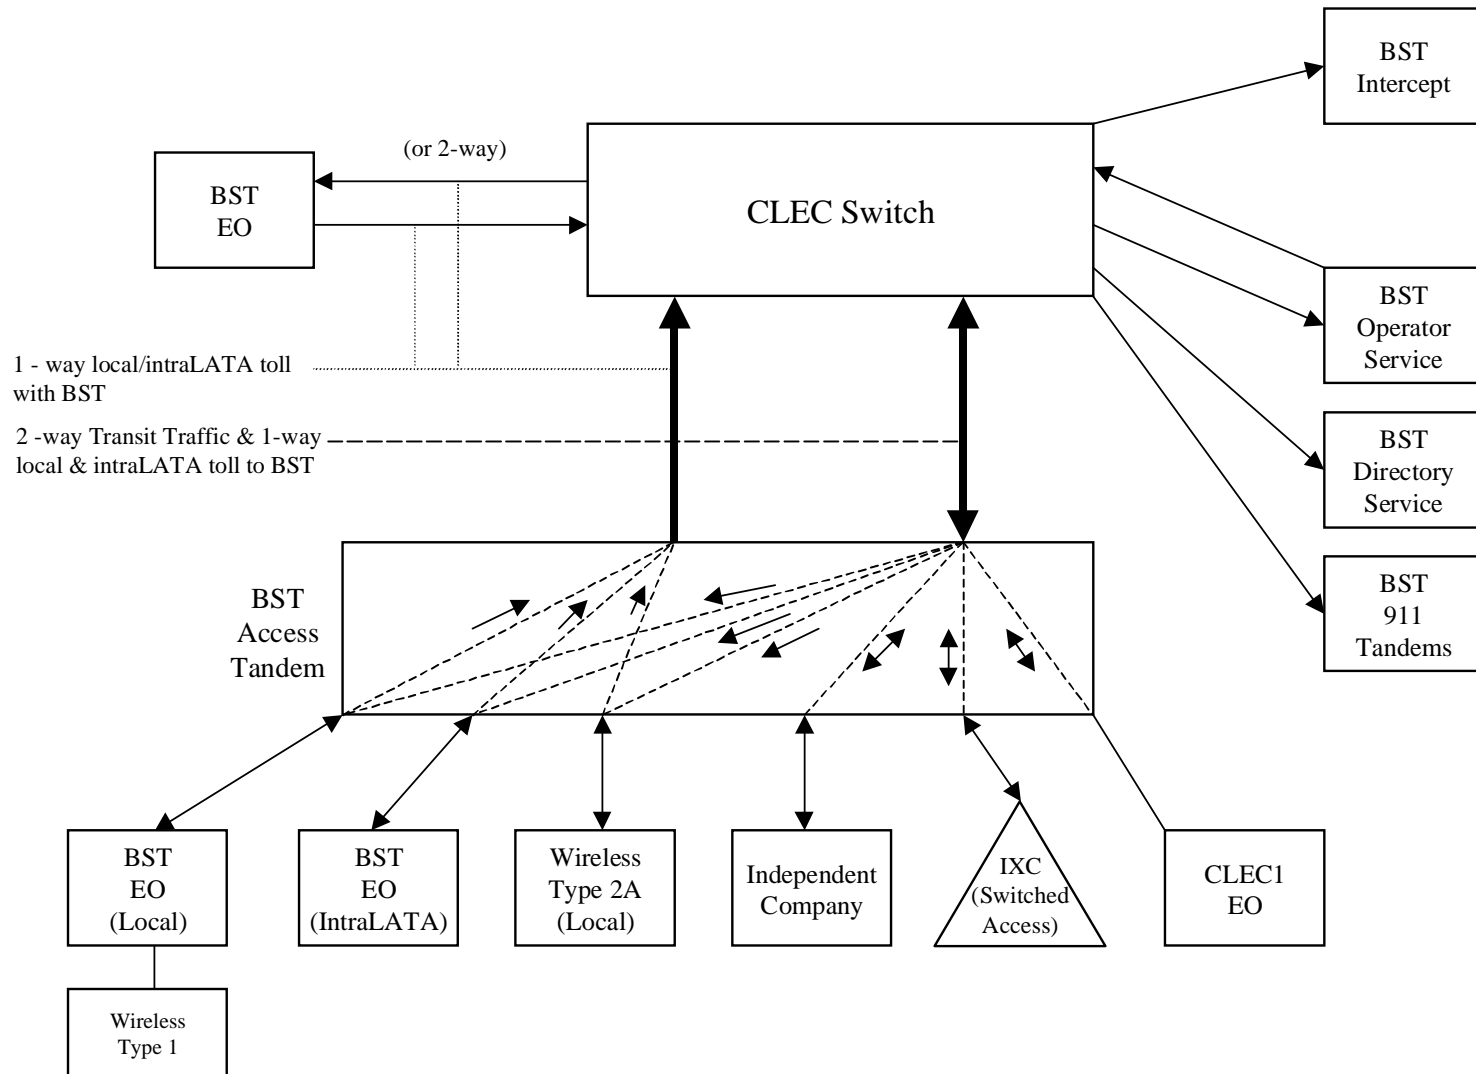 BST
Intercept
(or 2-way)
BST
EO
CLEC Switch
BST
Operator
Service
1 - way local/intraLATA toll
with BST
2 -way Transit Traffic & 1-way
local & intraLATA toll to BST
BST
Directory
Service
BST
Access
Tandem
BST
911
Tandems
BST
EO
(Local)
BST
EO
(IntraLATA)
Wireless
Type 2A
(Local)
Independent
Company
IXC
(Switched
Access)
CLEC1
EO
Wireless
Type 1